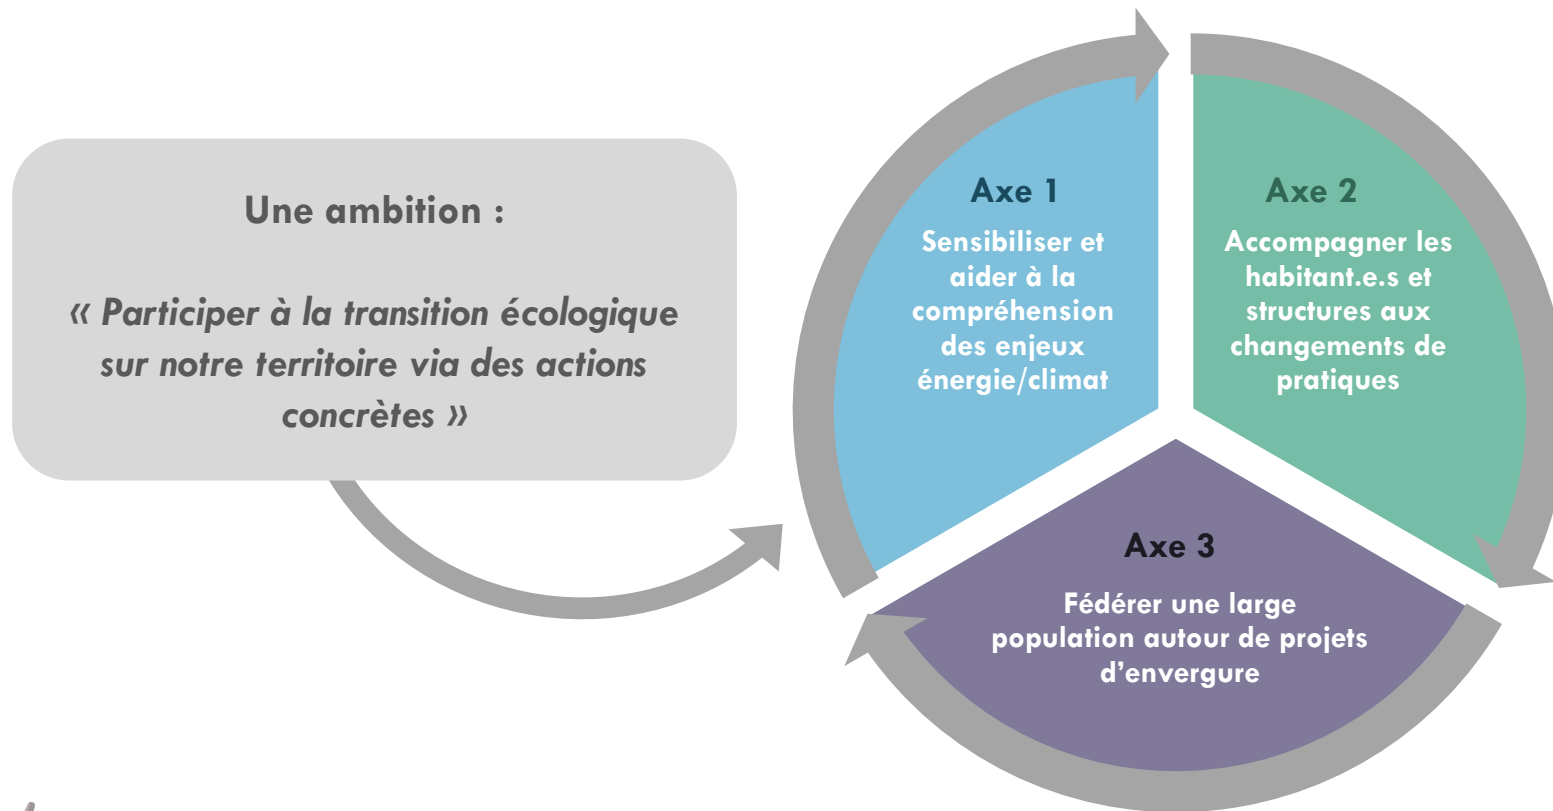 Une ambition :
« Participer à la transition écologique
sur notre territoire via des actions
concrètes »
Axe 1
Sensibiliser et
aider à la
compréhension
des enjeux
énergie/climat
Axe 2
Accompagner les
habitant.e.s et
structures aux
changements de
pratiques
Axe 3
Fédérer une large
population autour de projets
d’envergure